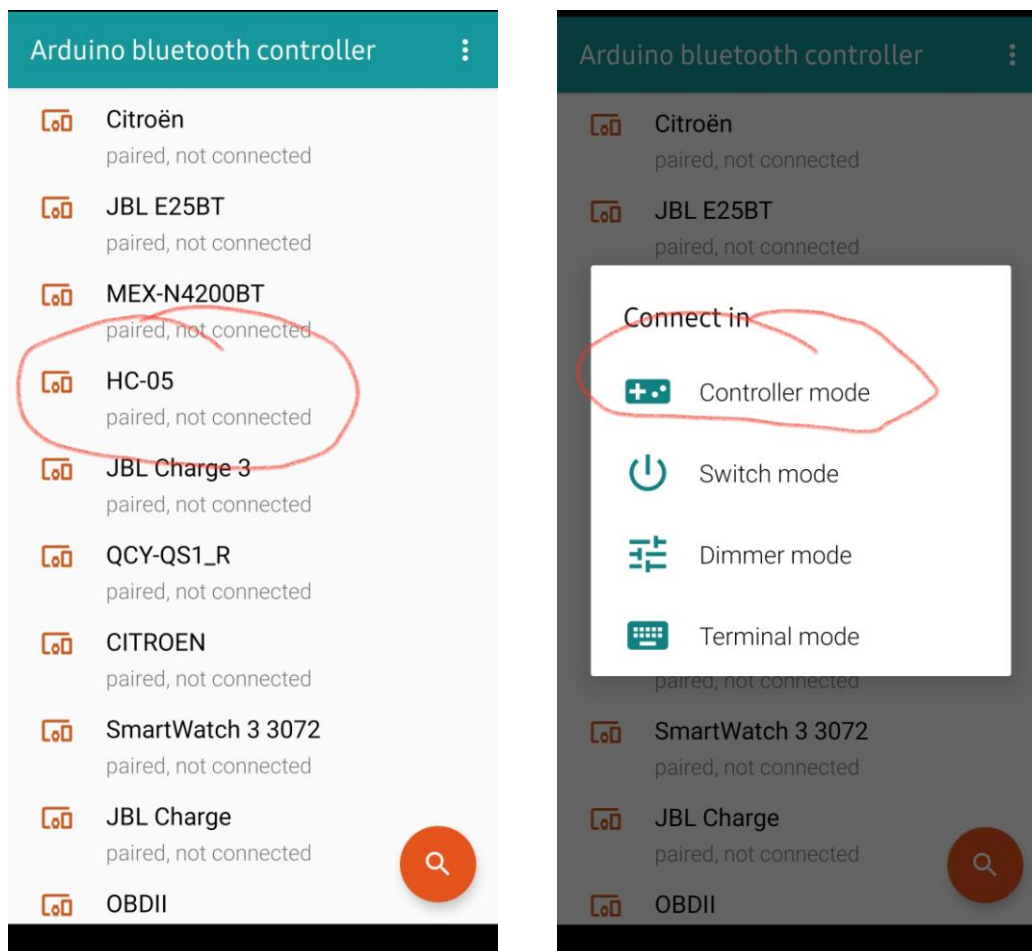 Arduino bluetooth controller
Citroën
paired, not connected
JBL E25BT
paired, not connected
MEX-N4200BT
paired, not connected
HC-05
paired, not connected
JBL Charge 3
paired, not connected
QCY-QS1_R
paired, not connected
CITROEN
paired, not connected
SmartWatch 3 3072
paired, not connected
JBL Charge
paired, not connected
OBDII
Arduino bluetooth controller
Citroën
paired, not connected
JBL E25BT
paired, not connected
Connect in
Controller mode
Switch mode
Dimmer mode
Terminal mode
paired, not connected
SmartWatch 3 3072
paired, not connected
JBL Charge
paired, not connected
OBDII